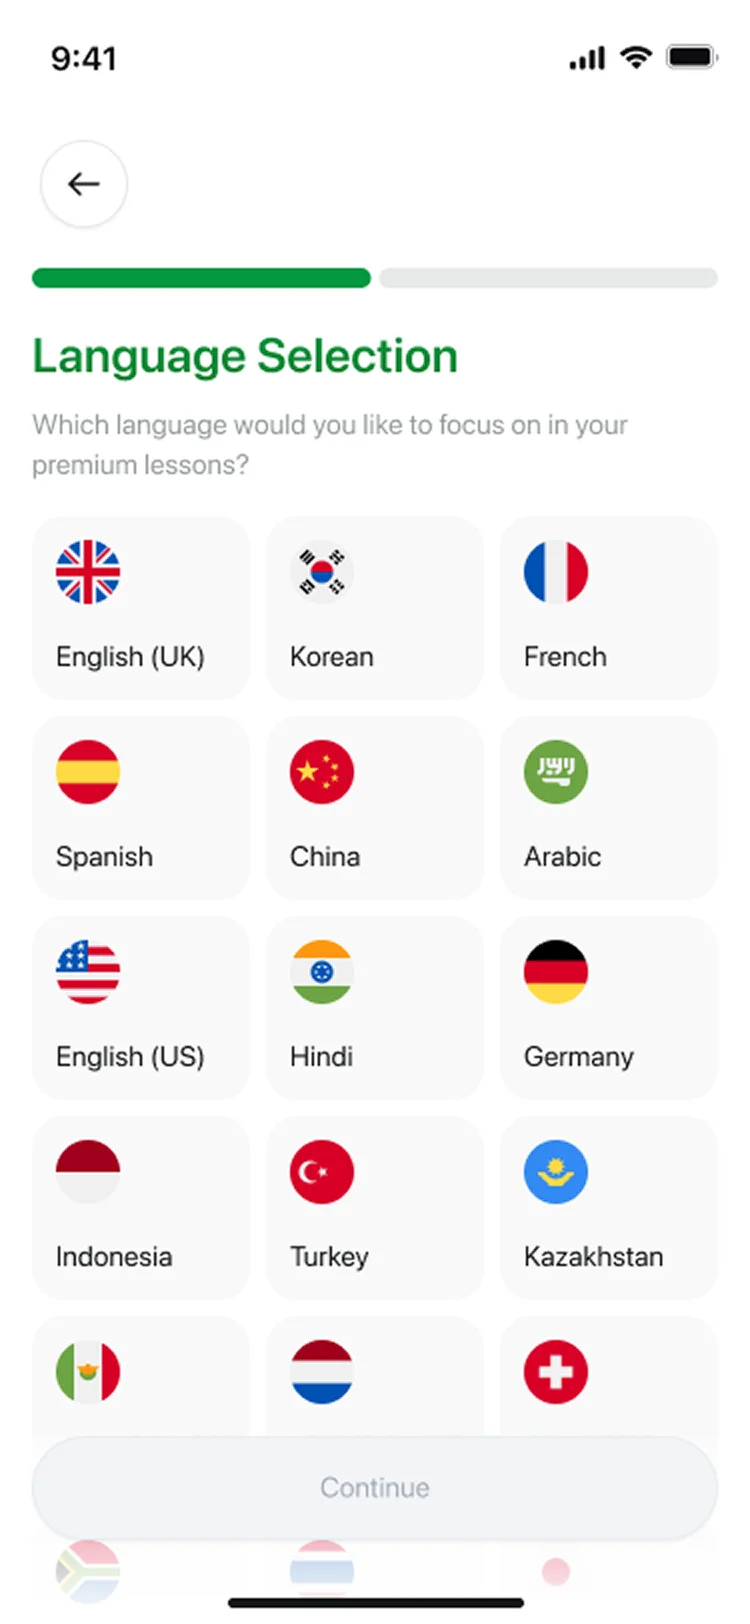 9:41
Language Selection
Which language would you like to focus on in your
premium lessons?
English (UK)
Korean
French
Spanish
China
Arabic
English (US)
Hindi
Germany
Indonesia
Turkey
Kazakhstan
Continue